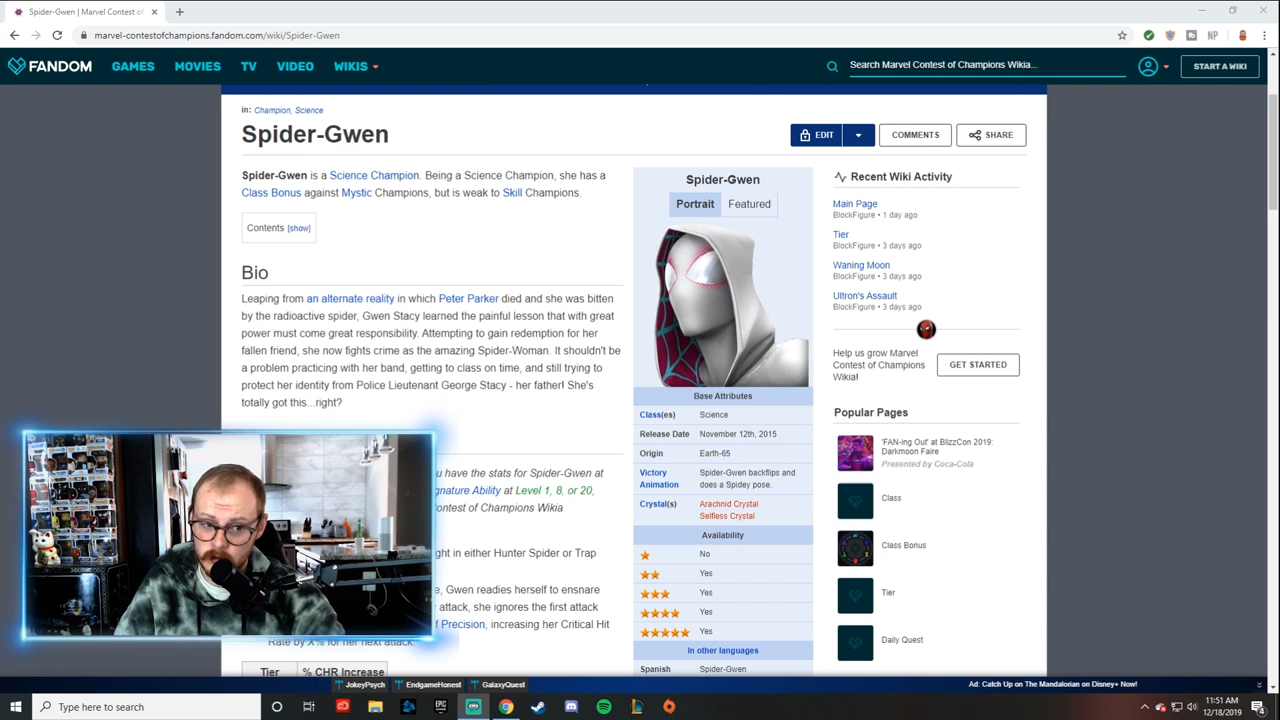 Spider-Gwen | Marvel Contest of
marvel-contestofchampions.fandom.com/wiki/Spider-Gwen
NP
FANDOM
GAMES
MOVIES
TV
VIDEO
WIKIS
Search Marvel Contest of Champions Wikia...
START A WIKI
in: Champion, Science
Spider-Gwen
EDIT
COMMENTS
SHARE
Spider-Gwen is a Science Champion. Being a Science Champion, she has a
Class Bonus against Mystic Champions, but is weak to Skill Champions.
Contents [show]
Bio
Leaping from an alternate reality in which Peter Parker died and she was bitten
by the radioactive spider, Gwen Stacy learned the painful lesson that with great
power must come great responsibility. Attempting to gain redemption for her
fallen friend, she now fights crime as the amazing Spider-Woman. It shouldn't be
a problem practicing with her band, getting to class on time, and still trying to
protect her identity from Police Lieutenant George Stacy - her father! She's
totally got this...right?
ou have the stats for Spider-Gwen at
gnature Ability at Level 1, 8, or 20,
ontest of Champions Wikia
ght in either Hunter Spider or Trap
e, Gwen readies herself to ensnare
attack, she ignores the first attack
f Precision, increasing her Critical Hit
Rate by X% for her next attack.
Tier
% CHR Increase
Spider-Gwen
Portrait
Featured
Base Attributes
Class(es) Science
Release Date November 12th, 2015
Origin Earth-65
Victory Animation Spider-Gwen backflips and
does a Spidey pose.
Crystal(s) Arachnid Crystal
Selfless Crystal
Availability
No
Yes
Yes
Yes
Yes
In other languages
Spanish Spider-Gwen
Recent Wiki Activity
Main Page
BlockFigure • 1 day ago
Tier
BlockFigure • 3 days ago
Waning Moon
BlockFigure • 3 days ago
Ultron's Assault
BlockFigure • 3 days ago
Help us grow Marvel
Contest of Champions
Wikia!
GET STARTED
Popular Pages
'FAN-ing Out' at BlizzCon 2019:
Darkmoon Faire
Presented by Coca-Cola
Class
Class Bonus
Tier
Daily Quest
JokeyPsych
EndgameHonest
GalaxyQuest
Ad: Catch Up on The Mandalorian on Disney+ Now!
Type here to search
EPIC
11:51 AM
12/18/2019
4